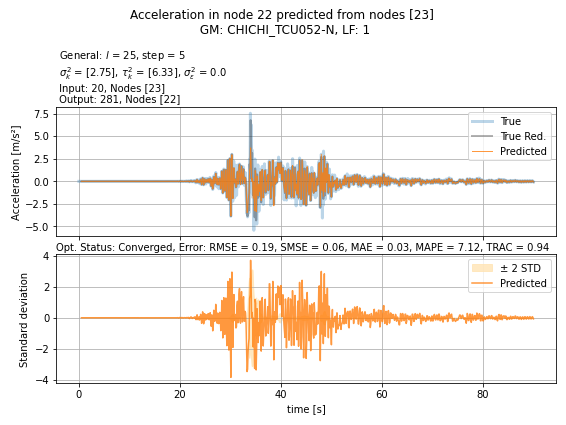 Acceleration in node 22 predicted from nodes [23]
GM: CHICHI_TCU052-N, LF: 1
General: l = 25, step = 5
σ²ₖ = [2.75], τ²ₖ = [6.33], σ²ε = 0.0
Input: 20, Nodes [23]
Output: 281, Nodes [22]
Acceleration [m/s²]
7.5
5.0
2.5
0.0
−2.5
−5.0
True
True Red.
Predicted
Opt. Status: Converged, Error: RMSE = 0.19, SMSE = 0.06, MAE = 0.03, MAPE = 7.12, TRAC = 0.94
Standard deviation
4
2
0
−2
−4
± 2 STD
Predicted
0 20 40 60 80
time [s]